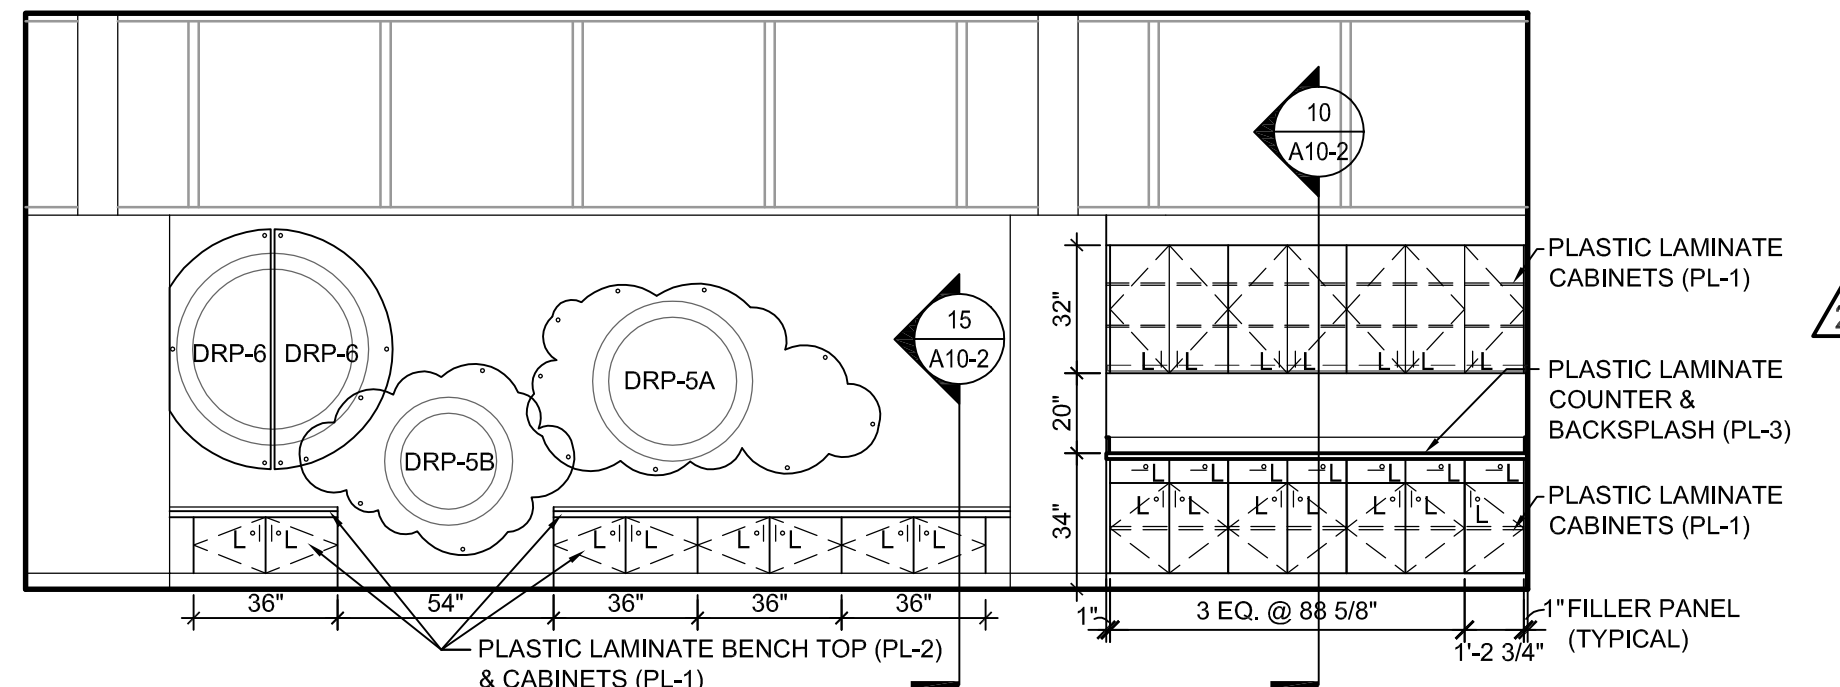 10
A10-2
PLASTIC LAMINATE
CABINETS (PL-1)
32"
15
A10-2
DRP-6 DRP-6
DRP-5A
L L L L L L L
2
PLASTIC LAMINATE
COUNTER &
BACKSPLASH (PL-3)
20"
DRP-5B
L L L L L L L
L L L L L L L
PLASTIC LAMINATE
CABINETS (PL-1)
34"
L L L L L L L L
36" 54" 36" 36" 36"
1" 3 EQ. @ 88 5/8" 1" FILLER PANEL
(TYPICAL)
1'-2 3/4"
PLASTIC LAMINATE BENCH TOP (PL-2)
& CABINETS (PL-1)